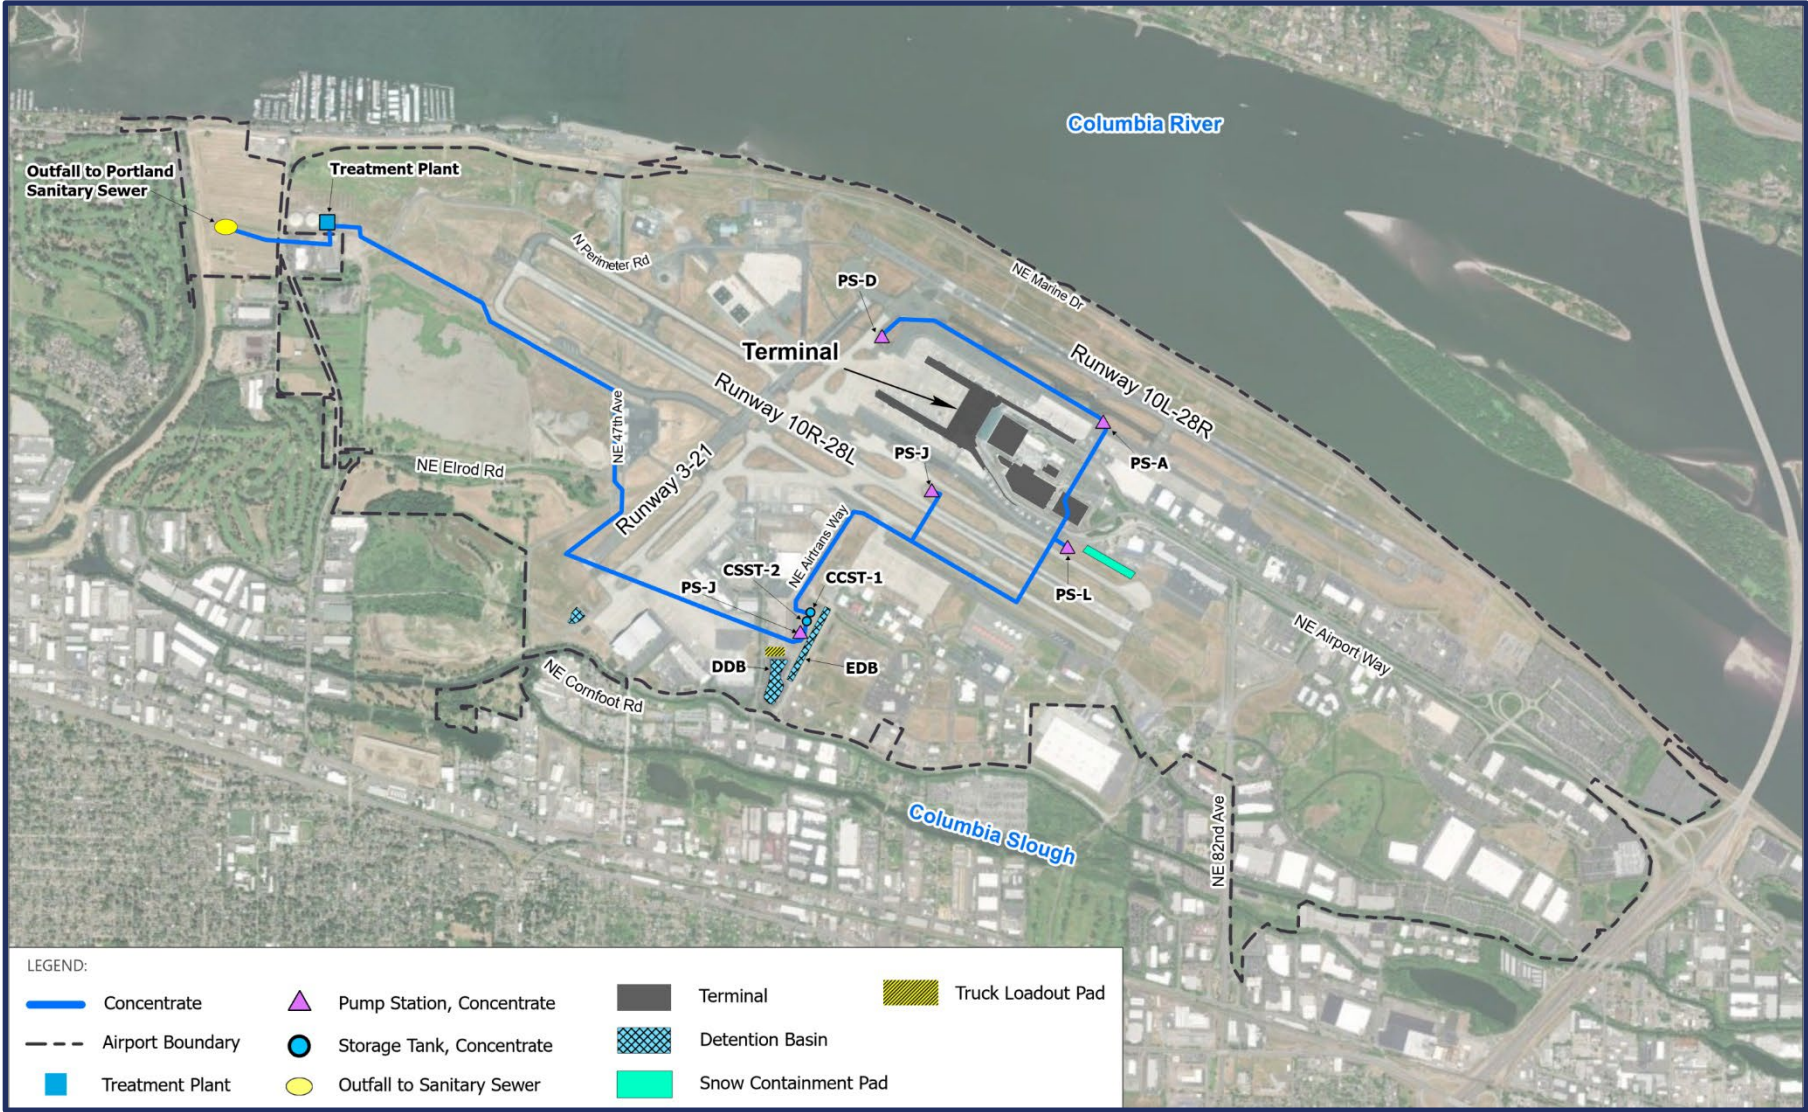 Columbia River
Outfall to Portland
Sanitary Sewer
Treatment Plant
N Perimeter Rd
PS-D
NE Marine Dr
Terminal
Runway 10L-28R
Runway 10R-28L
NE 47th Ave
PS-J
PS-A
NE Elrod Rd
Runway 3-21
NE Airtrans Way
CSST-2
CCST-1
PS-J
PS-L
NE Airport Way
DDB
EDB
NE Cornfoot Rd
Columbia Slough
NE 82nd Ave
LEGEND:
Concentrate
Pump Station, Concentrate
Terminal
Truck Loadout Pad
Airport Boundary
Storage Tank, Concentrate
Detention Basin
Treatment Plant
Outfall to Sanitary Sewer
Snow Containment Pad